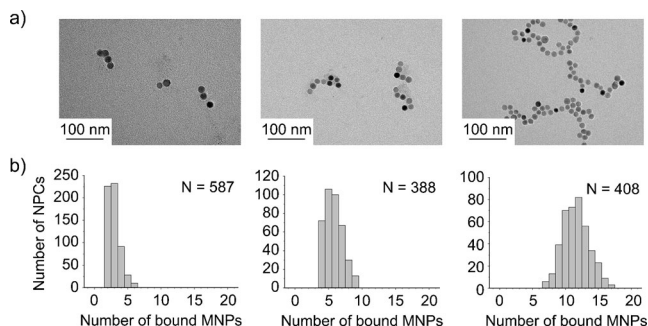 a)
100 nm
100 nm
100 nm
b)
Number of NPCs
250
200
150
100
50
0
N = 587
0 5 10 15 20
Number of bound MNPs
120
100
80
60
40
20
0
N = 388
0 5 10 15 20
Number of bound MNPs
100
80
60
40
20
0
N = 408
0 5 10 15 20
Number of bound MNPs